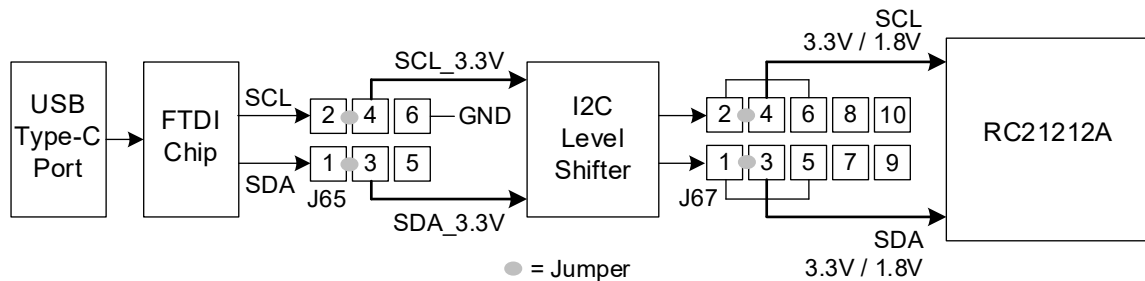 USB
Type-C
Port
FTDI
Chip
SCL
SDA
2 4 6
GND
1 3 5
J65
SCL_3.3V
SDA_3.3V
I2C
Level
Shifter
SCL
3.3V / 1.8V
2 4 6 8 10
1 3 5 7 9
J67
SDA
3.3V / 1.8V
RC21212A
= Jumper